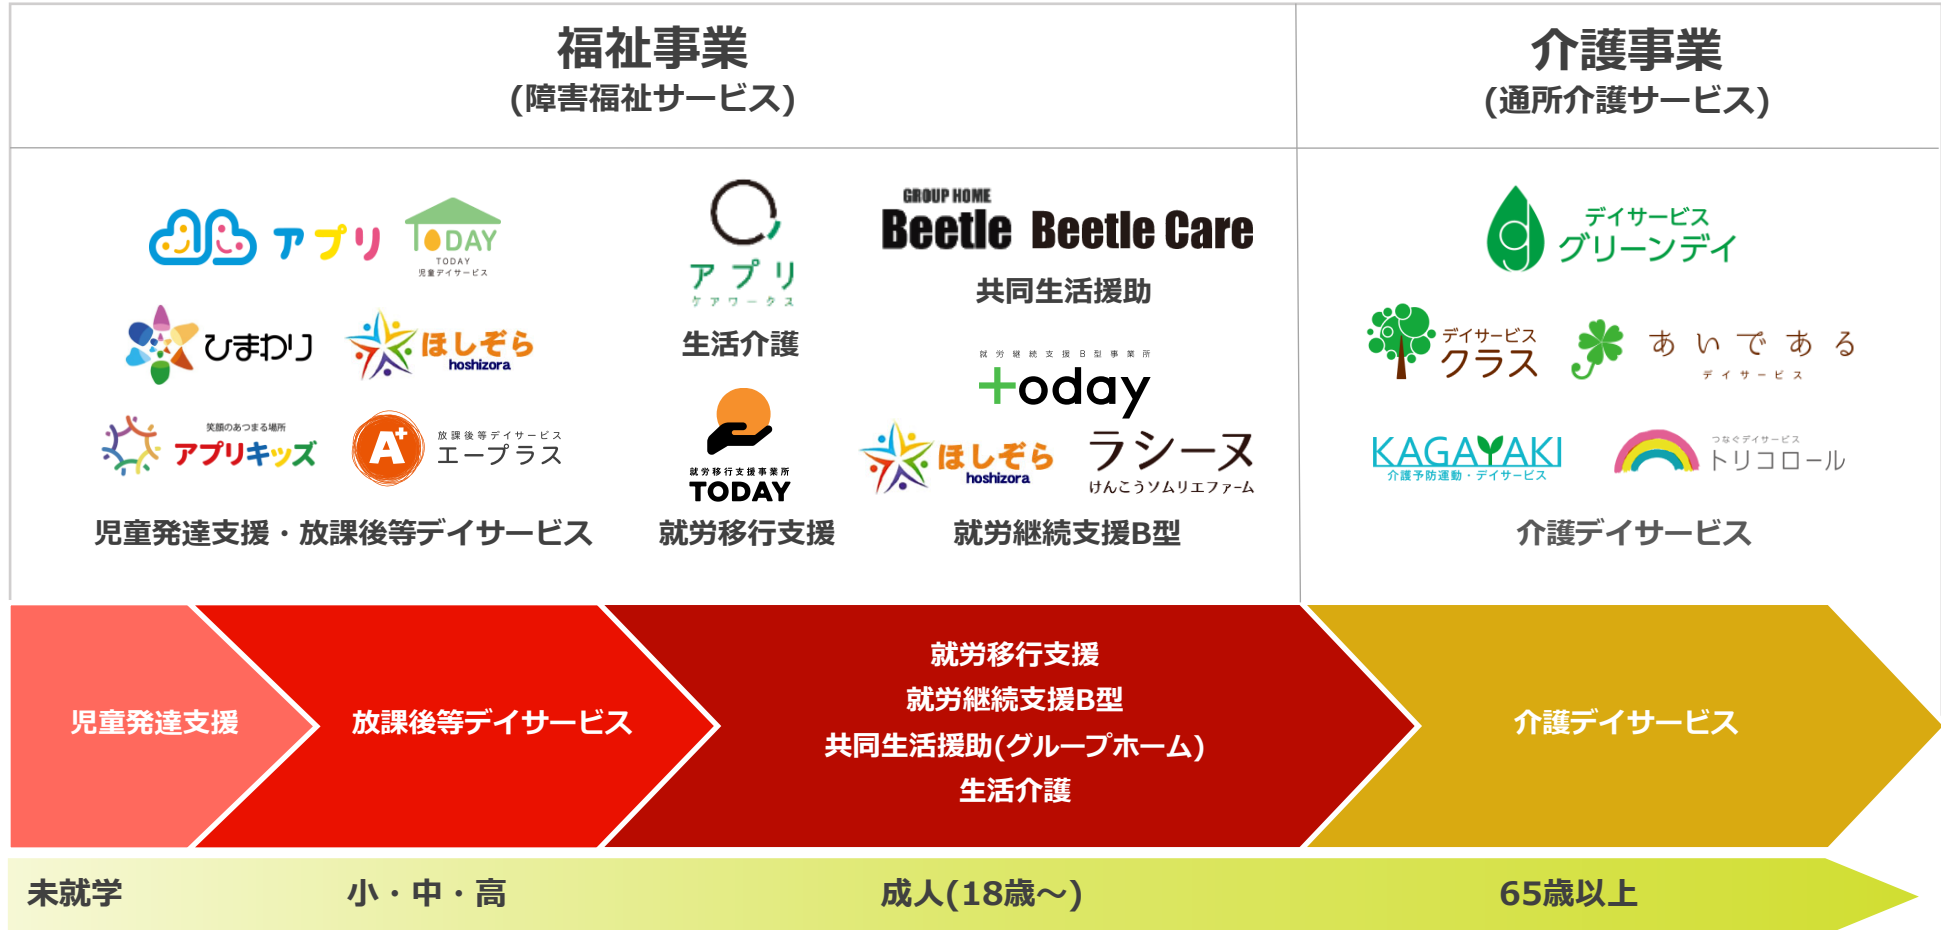 福祉事業
(障害福祉サービス)
介護事業
(通所介護サービス)
アプリ
TODAY
TODAY
児童デイサービス
ひまわり
ほしぞら
hoshizora
笑顔のあつまる場所
アプリキッズ
A+
放課後等デイサービス
エープラス
児童発達支援・放課後等デイサービス
アプリ
ケアワークス
生活介護
就労移行支援事業所
TODAY
就労移行支援
GROUP HOME
Beetle
Beetle Care
共同生活援助
就労継続支援B型事業所
today
ほしぞら
hoshizora
ラシーヌ
けんこうソムリエファーム
就労継続支援B型
g
デイサービス
グリーンデイ
デイサービス
クラス
あいである
デイサービス
KAGAYAKI
介護予防運動・デイサービス
つなぐデイサービス
トリコロール
介護デイサービス
児童発達支援
放課後等デイサービス
就労移行支援
就労継続支援B型
共同生活援助(グループホーム)
生活介護
介護デイサービス
未就学
小・中・高
成人(18歳～)
65歳以上